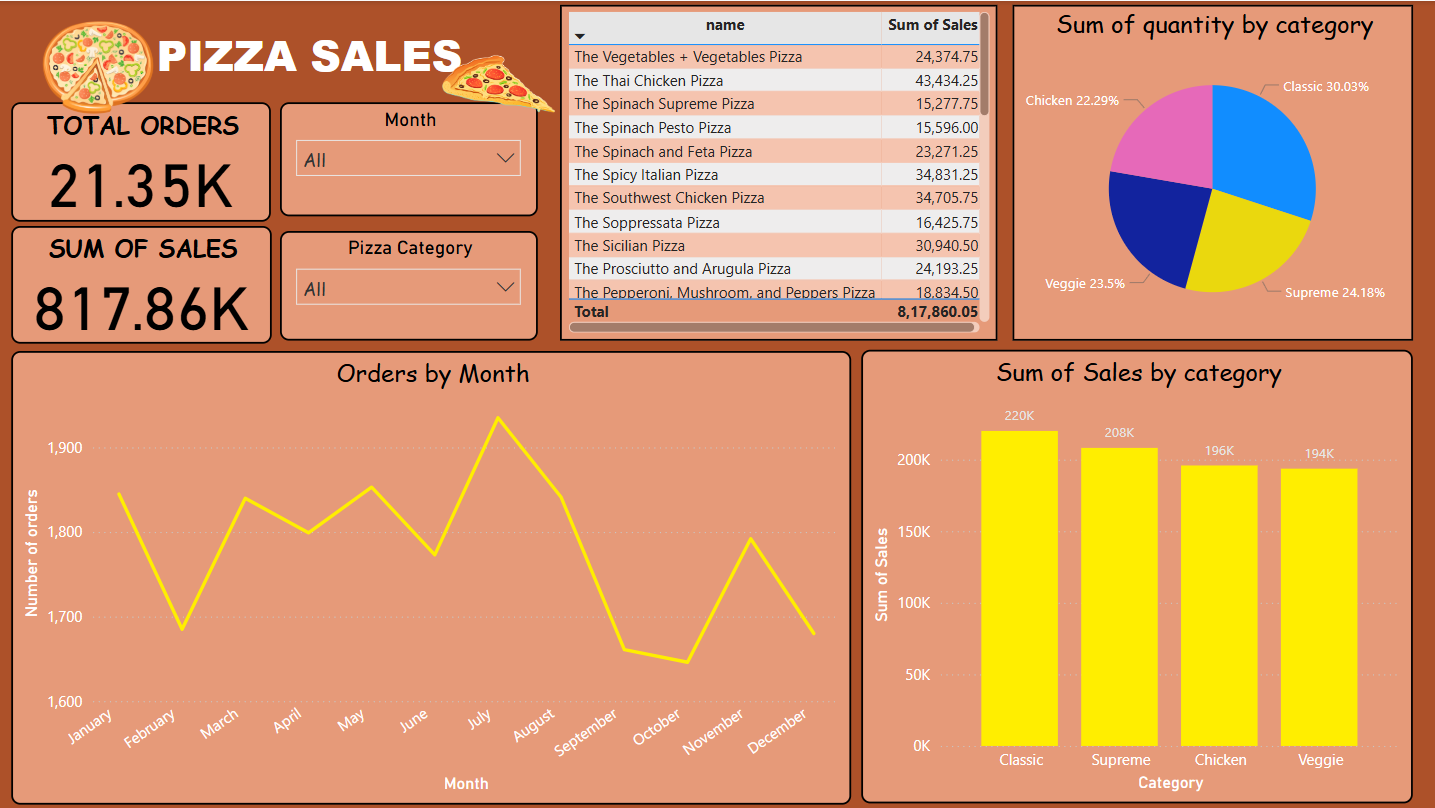 PIZZA SALES
TOTAL ORDERS
21.35K
SUM OF SALES
817.86K
Month
All
Pizza Category
All
name Sum of Sales
The Vegetables + Vegetables Pizza 24,374.75
The Thai Chicken Pizza 43,434.25
The Spinach Supreme Pizza 15,277.75
The Spinach Pesto Pizza 15,596.00
The Spinach and Feta Pizza 23,271.25
The Spicy Italian Pizza 34,831.25
The Southwest Chicken Pizza 34,705.75
The Soppressata Pizza 16,425.75
The Sicilian Pizza 30,940.50
The Prosciutto and Arugula Pizza 24,193.25
The Pepperoni, Mushroom, and Peppers Pizza 18,834.50
Total 8,17,860.05
Sum of quantity by category
Classic 30.03%
Chicken 22.29%
Veggie 23.5%
Supreme 24.18%
Orders by Month
Number of orders
1,900
1,800
1,700
1,600
January February March April May June July August September October November December
Month
Sum of Sales by category
Sum of Sales
200K
150K
100K
50K
0K
220K
208K
196K
194K
Classic Supreme Chicken Veggie
Category